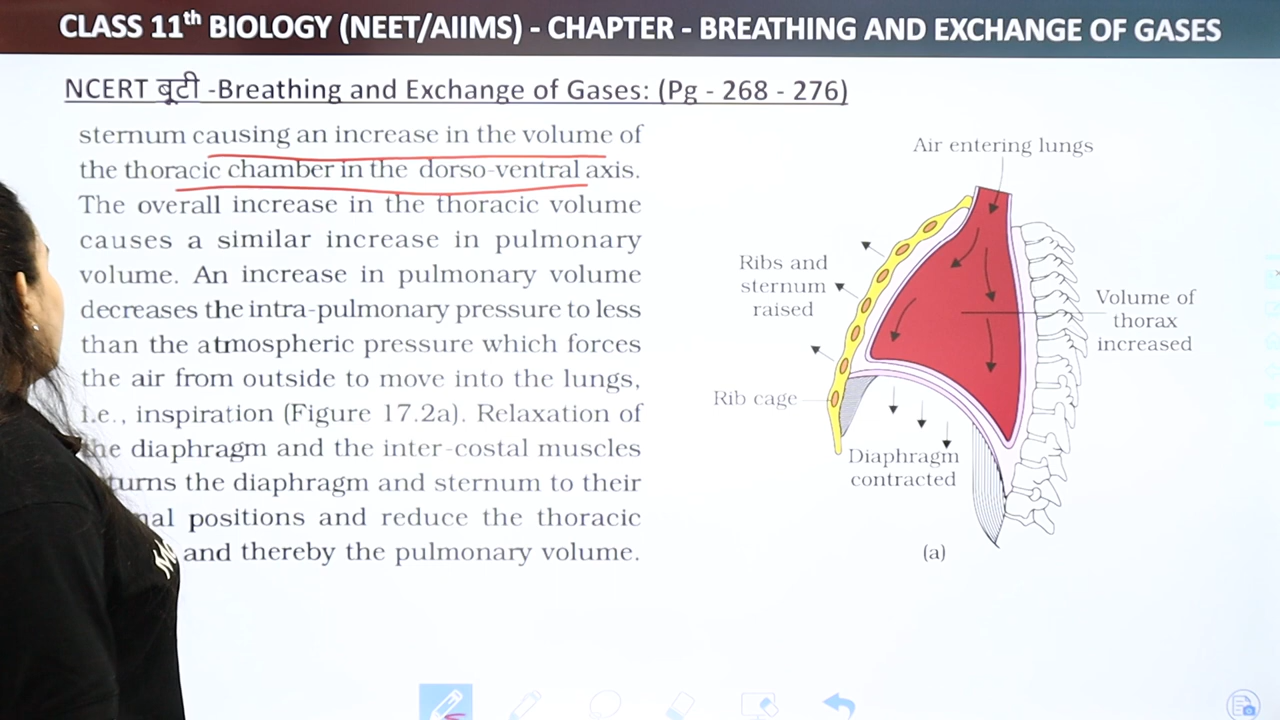 CLASS 11th BIOLOGY (NEET/AIIMS) - CHAPTER - BREATHING AND EXCHANGE OF GASES
NCERT बूटी -Breathing and Exchange of Gases: (Pg - 268 - 276)
sternum causing an increase in the volume of
the thoracic chamber in the dorso-ventral axis.
The overall increase in the thoracic volume
causes a similar increase in pulmonary
volume. An increase in pulmonary volume
decreases the intra-pulmonary pressure to less
than the atmospheric pressure which forces
the air from outside to move into the lungs,
i.e., inspiration (Figure 17.2a). Relaxation of
the diaphragm and the inter-costal muscles
the diaphragm and sternum to their
positions and reduce the thoracic
and thereby the pulmonary volume.
Air entering lungs
Ribs and
sternum
raised
Volume of
thorax
increased
Rib cage
Diaphragm
contracted
(a)